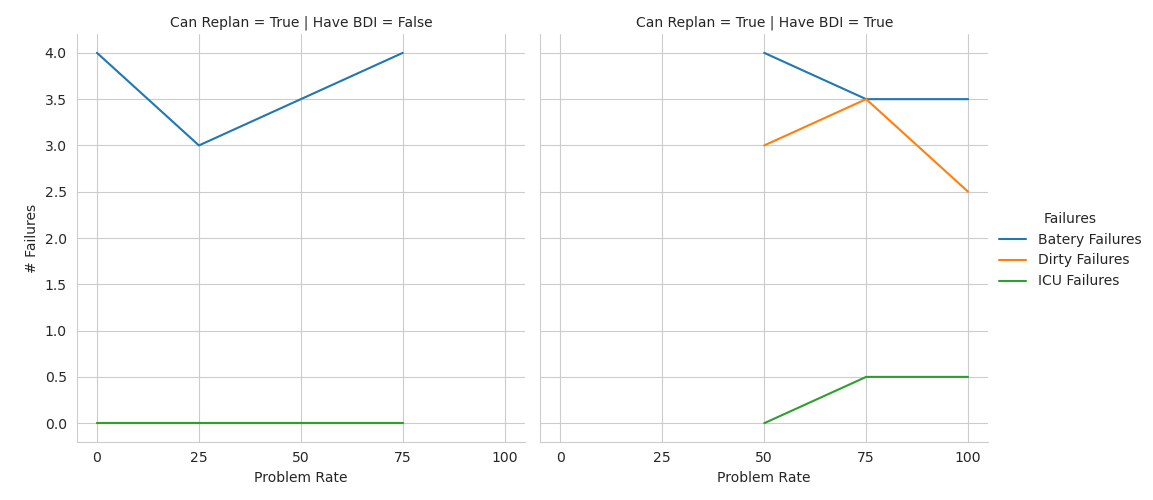 Can Replan = True | Have BDI = False
Can Replan = True | Have BDI = True
4.0
3.5
3.0
2.5
2.0
1.5
1.0
0.5
0.0
# Failures
0 25 50 75 100
0 25 50 75 100
Problem Rate
Problem Rate
Failures
Batery Failures
Dirty Failures
ICU Failures